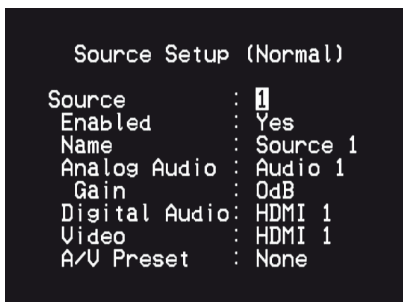 Source Setup (Normal)
Source : 1
Enabled : Yes
Name : Source 1
Analog Audio : Audio 1
Gain : 0dB
Digital Audio: HDMI 1
Video : HDMI 1
A/V Preset : None